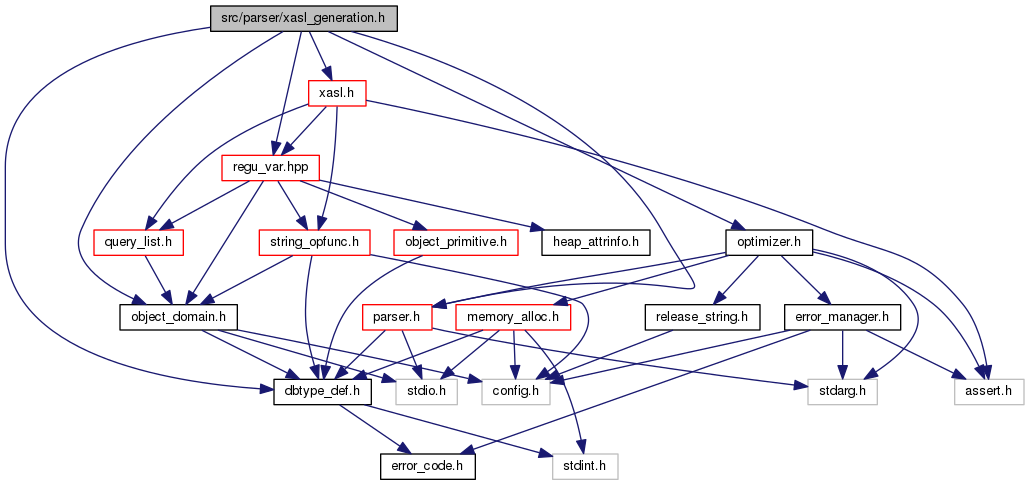 src/parser/xasl_generation.h
xasl.h
regu_var.hpp
query_list.h
string_opfunc.h
object_primitive.h
heap_attrinfo.h
optimizer.h
object_domain.h
parser.h
memory_alloc.h
release_string.h
error_manager.h
dbtype_def.h
stdio.h
config.h
stdarg.h
assert.h
error_code.h
stdint.h